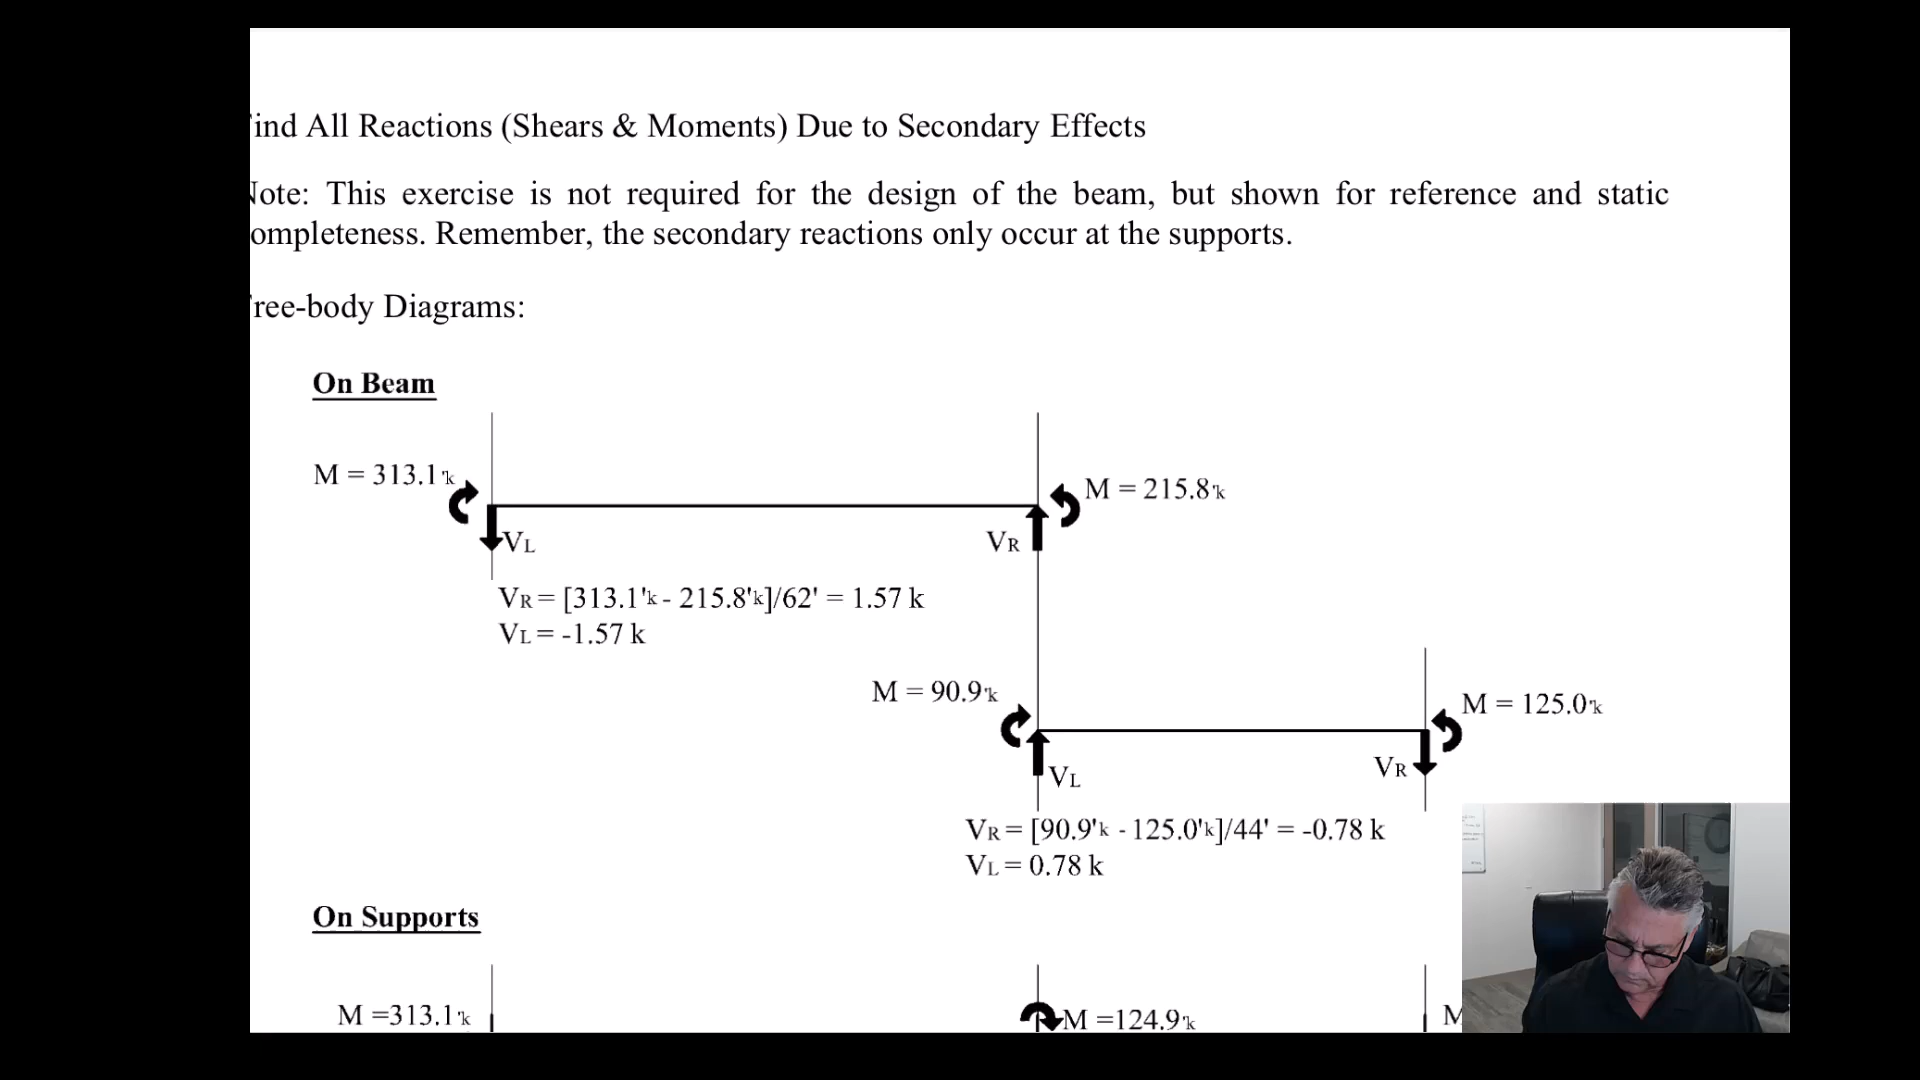 ind All Reactions (Shears & Moments) Due to Secondary Effects
Note: This exercise is not required for the design of the beam, but shown for reference and static
ompleteness. Remember, the secondary reactions only occur at the supports.
ree-body Diagrams:
On Beam
M = 313.1'k
M = 215.8'k
VL
VR
VR = [313.1'k - 215.8'k]/62' = 1.57 k
VL = -1.57 k
M = 90.9'k
M = 125.0'k
VL
VR
VR = [90.9'k - 125.0'k]/44' = -0.78 k
VL = 0.78 k
On Supports
M =313.1'k
M =124.9'k
M